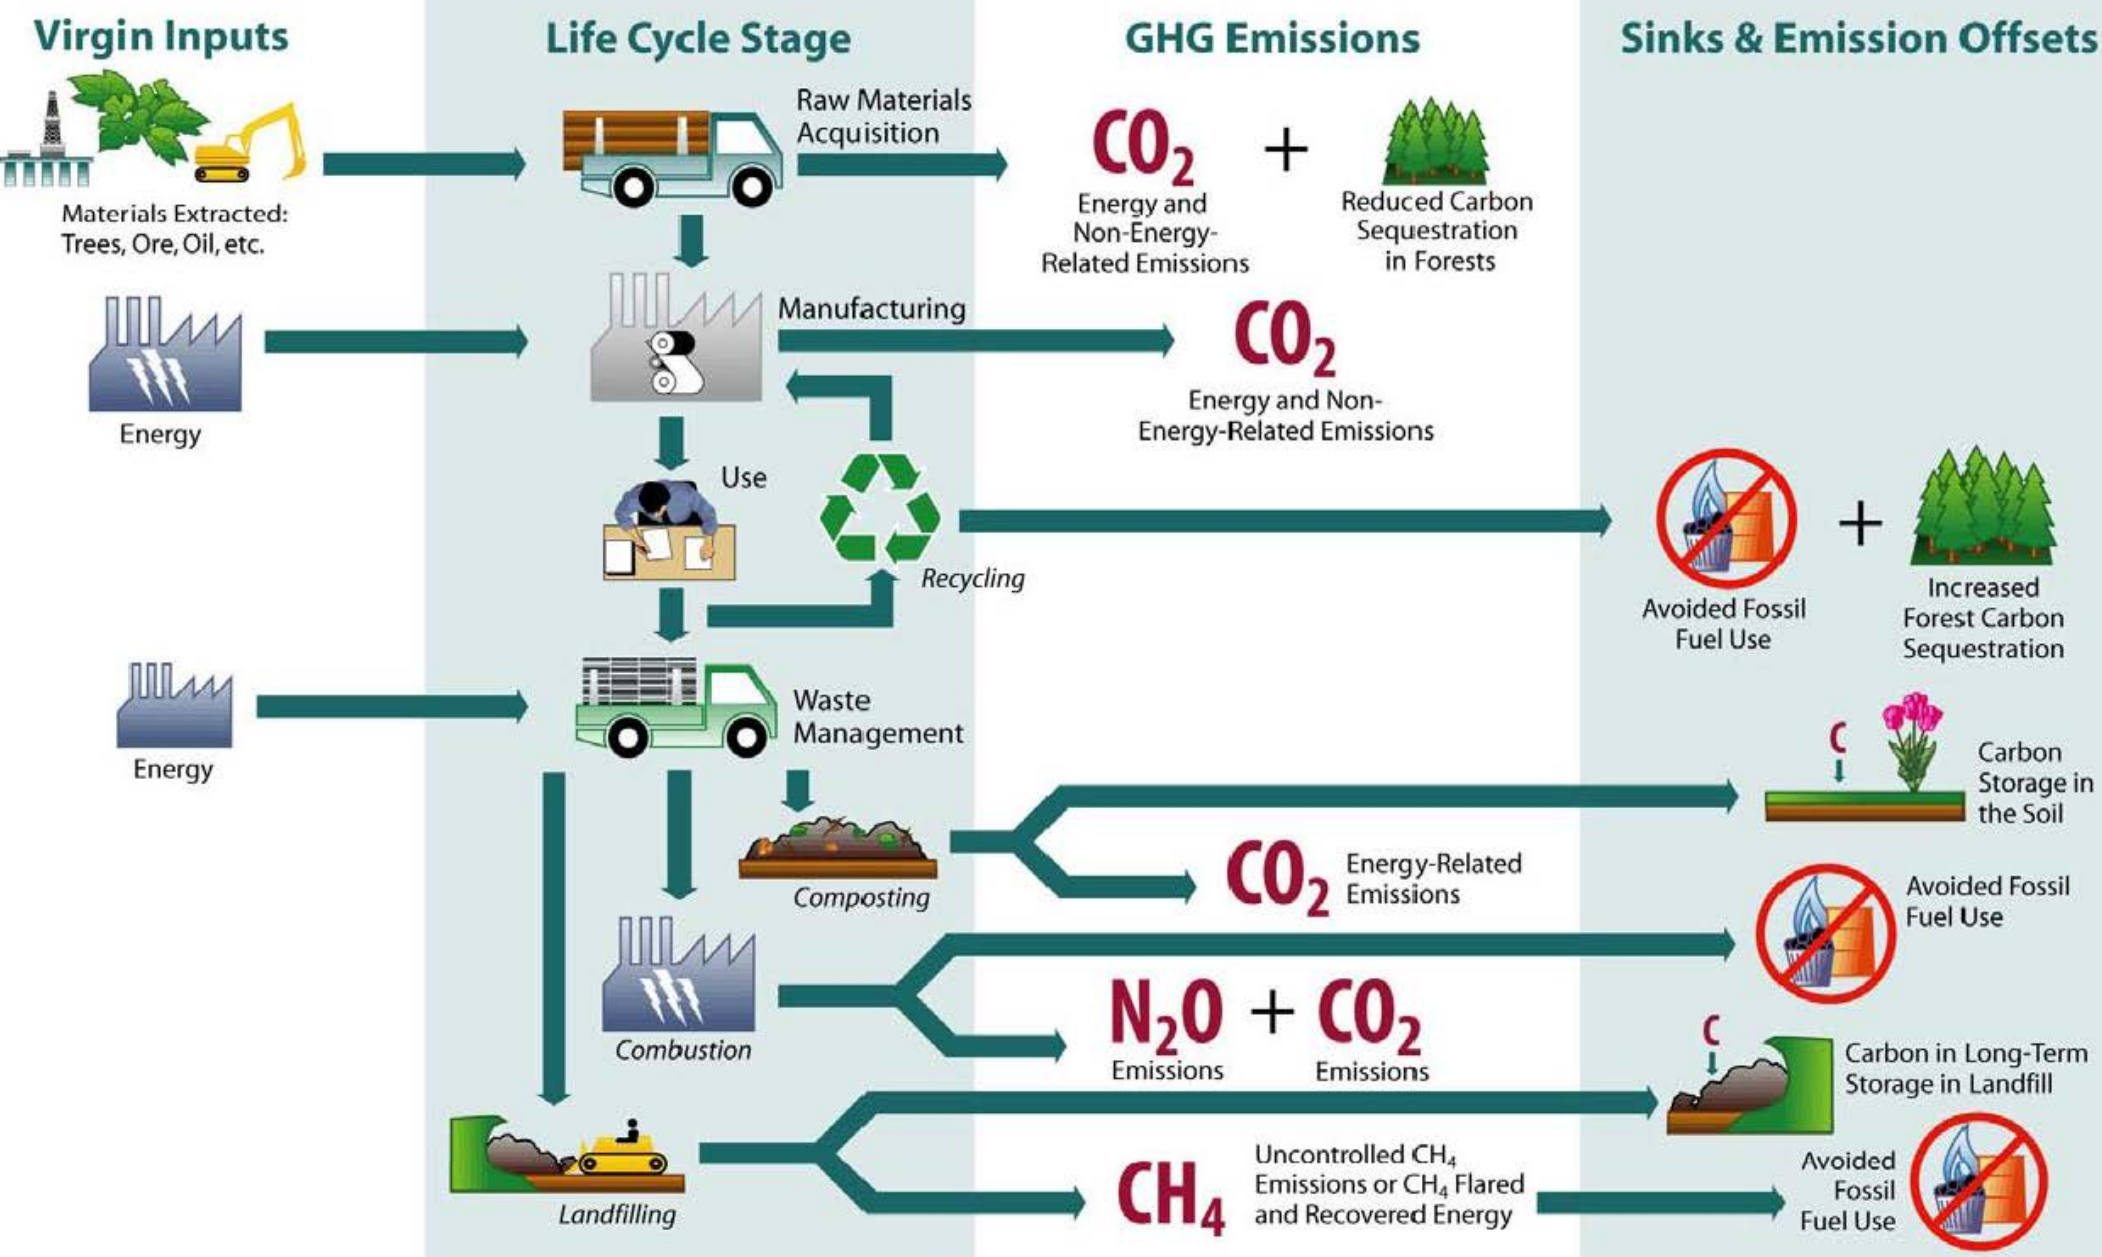 Virgin Inputs
Life Cycle Stage
GHG Emissions
Sinks & Emission Offsets
Materials Extracted:
Trees, Ore, Oil, etc.
Raw Materials
Acquisition
CO₂
Energy and
Non-Energy-
Related Emissions
+
Reduced Carbon
Sequestration
in Forests
Energy
Manufacturing
CO₂
Energy and Non-
Energy-Related Emissions
Use
Recycling
Avoided Fossil
Fuel Use
+
Increased
Forest Carbon
Sequestration
Energy
Waste
Management
Composting
C
Carbon
Storage in
the Soil
CO₂
Energy-Related
Emissions
Combustion
Avoided Fossil
Fuel Use
N₂O + CO₂
Emissions
Emissions
Landfilling
C
Carbon in Long-Term
Storage in Landfill
CH₄
Uncontrolled CH₄
Emissions or CH₄ Flared
and Recovered Energy
Avoided
Fossil
Fuel Use